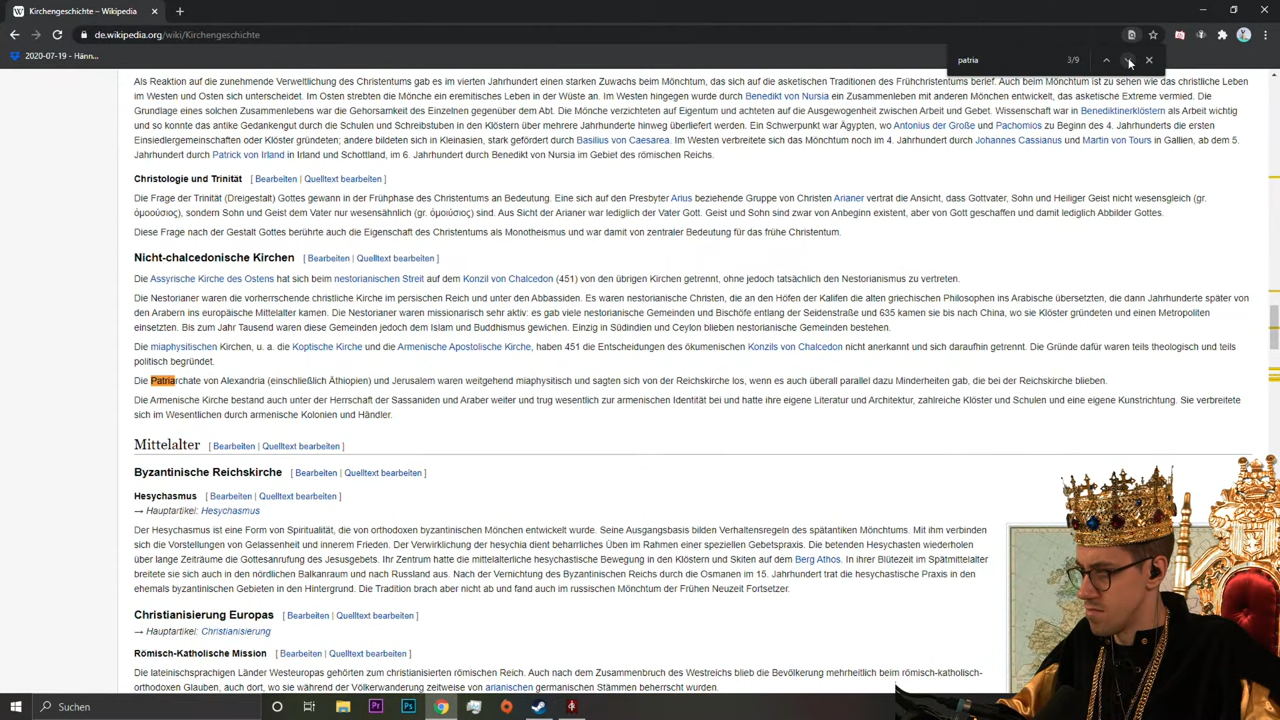 Kirchengeschichte – Wikipedia
de.wikipedia.org/wiki/Kirchengeschichte
2020-07-19 - Hänn...
patria 3/9
Als Reaktion auf die zunehmende Verweltlichung des Christentums gab es im vierten Jahrhundert einen starken Zuwachs beim Mönchtum, das sich auf die asketischen Traditionen des Frühchristentums berief. Auch beim Mönchtum ist zu sehen wie das christliche Leben
im Westen und Osten sich unterscheidet. Im Osten strebten die Mönche ein eremitisches Leben in der Wüste an. Im Westen hingegen wurde durch Benedikt von Nursia ein Zusammenleben mit anderen Mönchen entwickelt, das asketische Extreme vermied. Die
Grundlage eines solchen Zusammenlebens war die Gehorsamkeit des Einzelnen gegenüber dem Abt. Die Mönche verzichteten auf Eigentum und achteten auf die Ausgewogenheit zwischen Arbeit und Gebet. Wissenschaft war in Benediktinerklöstern als Arbeit wichtig
und so konnte das antike Gedankengut durch die Schulen und Schreibstuben in den Klöstern über mehrere Jahrhunderte hinweg überliefert werden. Ein Schwerpunkt war Ägypten, wo Antonius der Große und Pachomios zu Beginn des 4. Jahrhunderts die ersten
Einsiedlergemeinschaften oder Klöster gründeten; andere bildeten sich in Kleinasien, stark gefördert durch Basilius von Caesarea. Im Westen verbreitete sich das Mönchtum noch im 4. Jahrhundert durch Johannes Cassianus und Martin von Tours in Gallien, ab dem 5.
Jahrhundert durch Patrick von Irland in Irland und Schottland, im 6. Jahrhundert durch Benedikt von Nursia im Gebiet des römischen Reichs.
Christologie und Trinität [ Bearbeiten | Quelltext bearbeiten ]
Die Frage der Trinität (Dreigestalt) Gottes gewann in der Frühphase des Christentums an Bedeutung. Eine sich auf den Presbyter Arius beziehende Gruppe von Christen Arianer vertrat die Ansicht, dass Gottvater, Sohn und Heiliger Geist nicht wesensgleich (gr.
ὁμοούσιος), sondern Sohn und Geist dem Vater nur wesensähnlich (gr. ὁμοιούσιος) sind. Aus Sicht der Arianer war lediglich der Vater Gott. Geist und Sohn sind zwar von Anbeginn existent, aber von Gott geschaffen und damit lediglich Abbilder Gottes.
Diese Frage nach der Gestalt Gottes berührte auch die Eigenschaft des Christentums als Monotheismus und war damit von zentraler Bedeutung für das frühe Christentum.
Nicht-chalcedonische Kirchen [ Bearbeiten | Quelltext bearbeiten ]
Die Assyrische Kirche des Ostens hat sich beim nestorianischen Streit auf dem Konzil von Chalcedon (451) von den übrigen Kirchen getrennt, ohne jedoch tatsächlich den Nestorianismus zu vertreten.
Die Nestorianer waren die vorherrschende christliche Kirche im persischen Reich und unter den Abbassiden. Es waren nestorianische Christen, die an den Höfen der Kalifen die alten griechischen Philosophen ins Arabische übersetzten, die dann Jahrhunderte später von
den Arabern ins europäische Mittelalter kamen. Die Nestorianer waren missionarisch sehr aktiv: es gab viele nestorianische Gemeinden und Bischöfe entlang der Seidenstraße und 635 kamen sie bis nach China, wo sie Klöster gründeten und einen Metropoliten
einsetzten. Bis zum Jahr Tausend waren diese Gemeinden jedoch dem Islam und Buddhismus gewichen. Einzig in Südindien und Ceylon blieben nestorianische Gemeinden bestehen.
Die miaphysitischen Kirchen, u. a. die Koptische Kirche und die Armenische Apostolische Kirche, haben 451 die Entscheidungen des ökumenischen Konzils von Chalcedon nicht anerkannt und sich daraufhin getrennt. Die Gründe dafür waren teils theologisch und teils
politisch begründet.
Die Patriarchate von Alexandria (einschließlich Äthiopien) und Jerusalem waren weitgehend miaphysitisch und sagten sich von der Reichskirche los, wenn es auch überall parallel dazu Minderheiten gab, die bei der Reichskirche blieben.
Die Armenische Kirche bestand auch unter der Herrschaft der Sassaniden und Araber weiter und trug wesentlich zur armenischen Identität bei und hatte ihre eigene Literatur und Architektur, zahlreiche Klöster und Schulen und eine eigene Kunstrichtung. Sie verbreitete
sich im Wesentlichen durch armenische Kolonien und Händler.
Mittelalter [ Bearbeiten | Quelltext bearbeiten ]
Byzantinische Reichskirche [ Bearbeiten | Quelltext bearbeiten ]
Hesychasmus [ Bearbeiten | Quelltext bearbeiten ]
→ Hauptartikel: Hesychasmus
Der Hesychasmus ist eine Form von Spiritualität, die von orthodoxen byzantinischen Mönchen entwickelt wurde. Seine Ausgangsbasis bilden Verhaltensregeln des spätantiken Mönchtums. Mit ihm verbinden
sich die Vorstellungen von Gelassenheit und innerem Frieden. Der Verwirklichung der hesychia dient beharrliches Üben im Rahmen einer speziellen Gebetspraxis. Die betenden Hesychasten wiederholen
über lange Zeiträume die Gottesanrufung des Jesusgebets. Ihr Zentrum hatte die mittelalterliche hesychastische Bewegung in den Klöstern und Skiten auf dem Berg Athos. In ihrer Blütezeit im Spätmittelalter
breitete sie sich auch in den nördlichen Balkanraum und nach Russland aus. Nach der Vernichtung des Byzantinischen Reichs durch die Osmanen im 15. Jahrhundert trat die hesychastische Praxis in den
ehemals byzantinischen Gebieten in den Hintergrund. Die Tradition brach aber nicht ab und fand auch im russischen Mönchtum der Frühen Neuzeit Fortsetzer.
Christianisierung Europas [ Bearbeiten | Quelltext bearbeiten ]
→ Hauptartikel: Christianisierung
Römisch-Katholische Mission [ Bearbeiten | Quelltext bearbeiten ]
Die lateinischsprachigen Länder Westeuropas gehörten zum christianisierten römischen Reich. Auch nach dem Zusammenbruch des Westreichs blieb die Bevölkerung mehrheitlich beim römisch-katholisch-
orthodoxen Glauben, auch dort, wo sie während der Völkerwanderung zeitweise von arianischen germanischen Stämmen beherrscht wurden.
Suchen
Pr
Ps